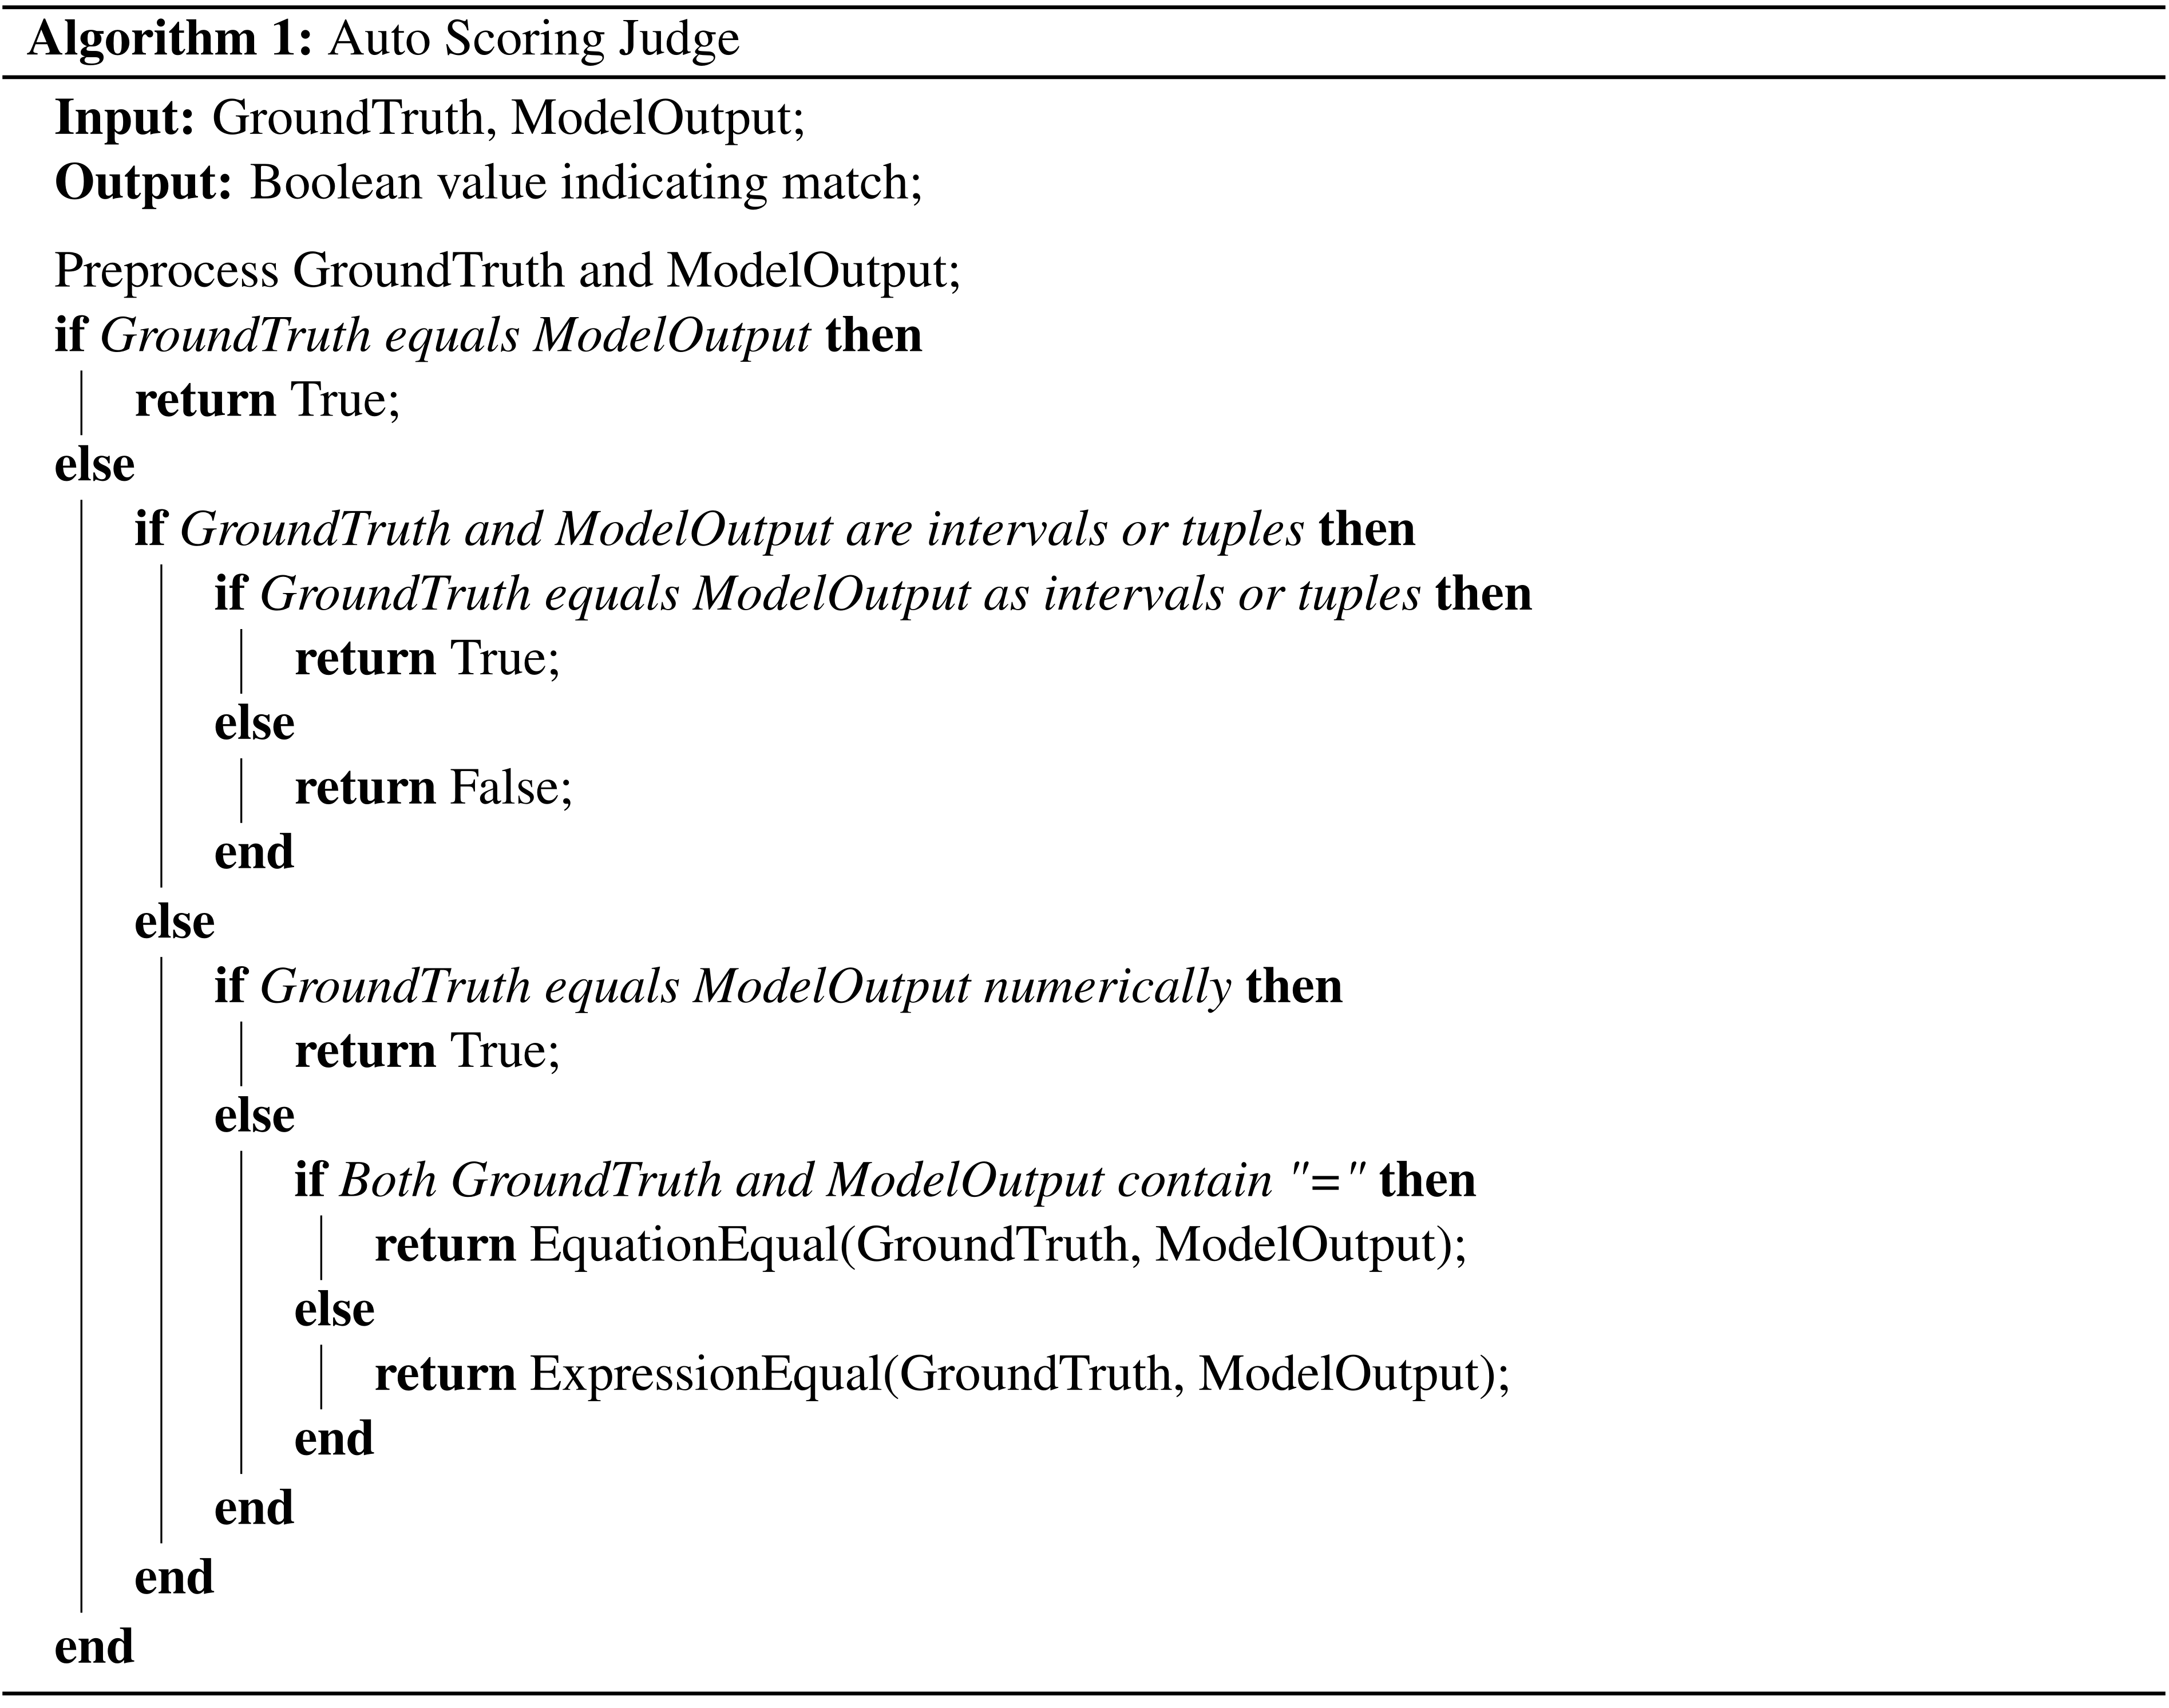 Algorithm 1: Auto Scoring Judge
Input: GroundTruth, ModelOutput;
Output: Boolean value indicating match;
Preprocess GroundTruth and ModelOutput;
if GroundTruth equals ModelOutput then
return True;
else
if GroundTruth and ModelOutput are intervals or tuples then
if GroundTruth equals ModelOutput as intervals or tuples then
return True;
else
return False;
end
else
if GroundTruth equals ModelOutput numerically then
return True;
else
if Both GroundTruth and ModelOutput contain "=" then
return EquationEqual(GroundTruth, ModelOutput);
else
return ExpressionEqual(GroundTruth, ModelOutput);
end
end
end
end